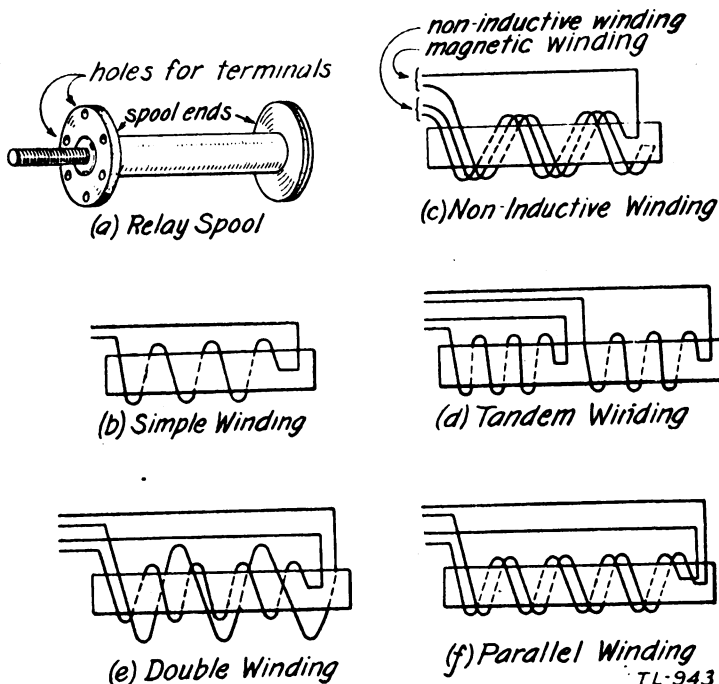 holes for terminals
spool ends
(a) Relay Spool
non-inductive winding
magnetic winding
(c) Non-Inductive Winding
(b) Simple Winding
(d) Tandem Winding
(e) Double Winding
(f) Parallel Winding
TL-943